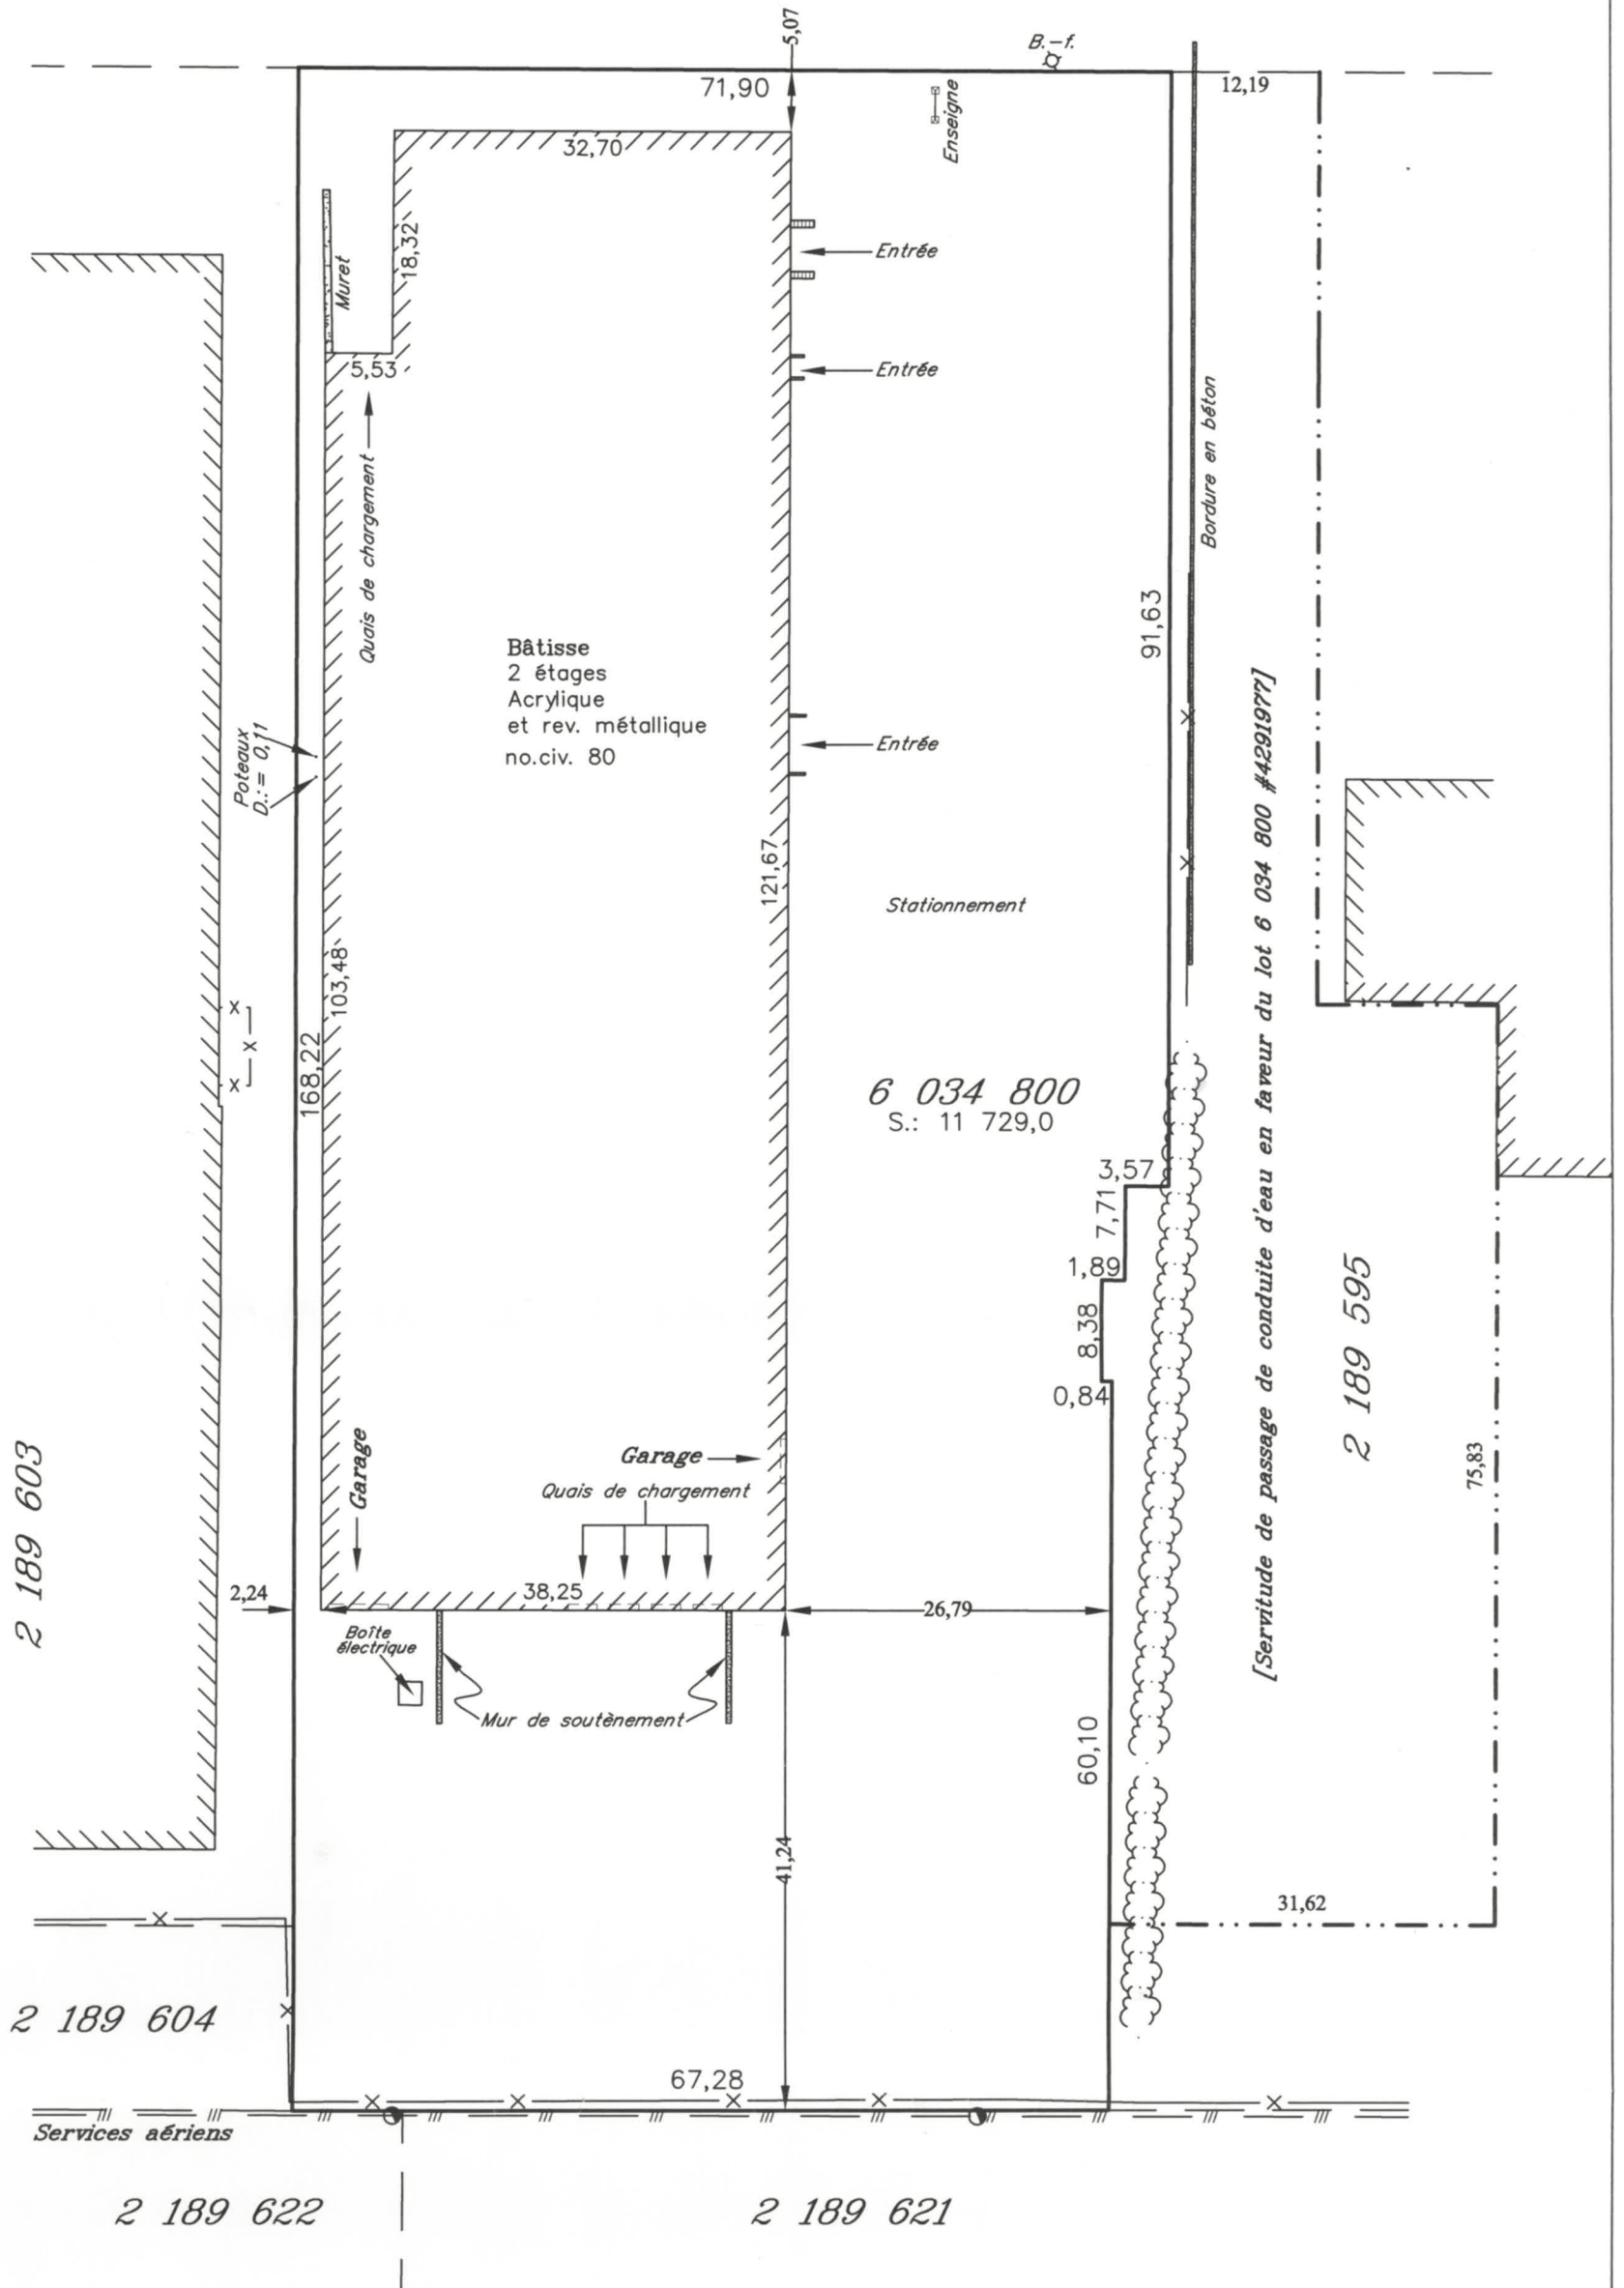 5,07
B.-f.
71,90
12,19
Enseigne
32,70
18,32
Muret
Entrée
5,53
Entrée
Quais de chargement
Bordure en béton
91,63
Bâtisse
2 étages
Acrylique
et rev. métallique
no.civ. 80
Poteaux
D.:= 0,11
Entrée
121,67
Stationnement
[Servitude de passage de conduite d'eau en faveur du lot 6 034 800 #4291977]
103,48
168,22
6 034 800
S.: 11 729,0
3,57
7,71
1,89
8,38
0,84
2 189 595
75,83
2 189 603
Garage
Garage
Quais de chargement
2,24
38,25
26,79
Boîte
électrique
Mur de soutènement
60,10
41,24
31,62
2 189 604
67,28
Services aériens
2 189 622
2 189 621